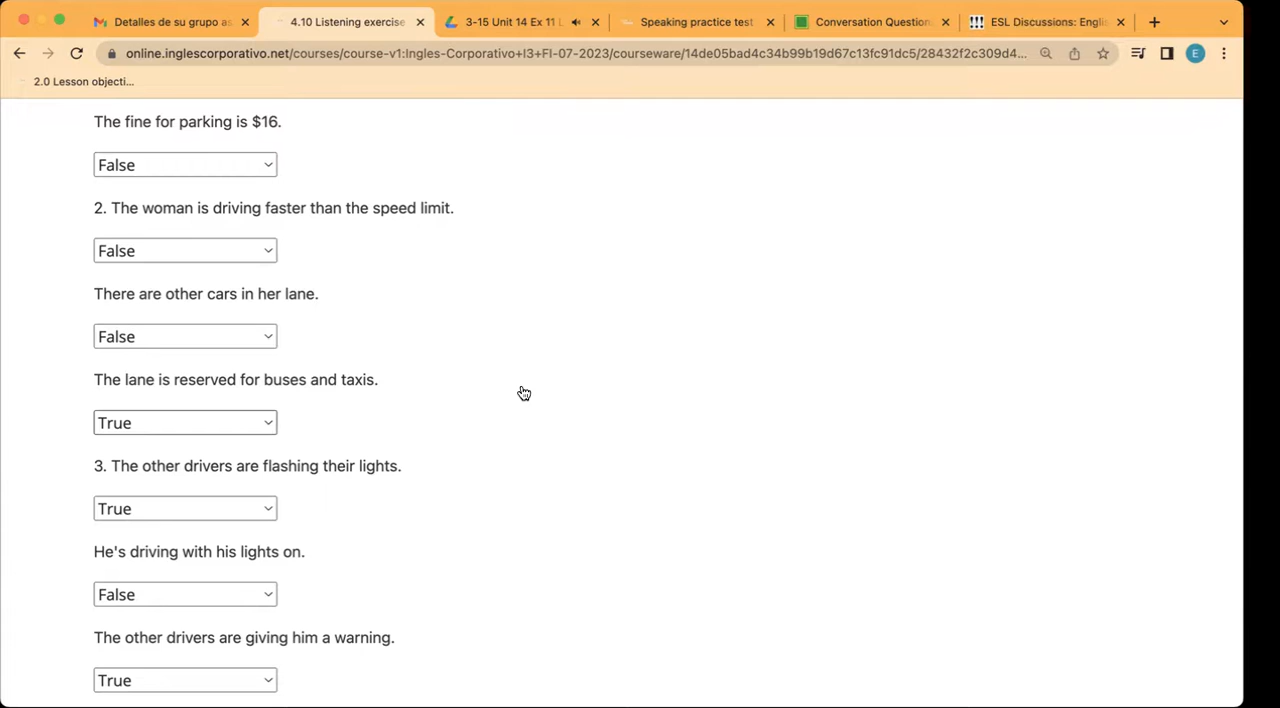 Detalles de su grupo as
4.10 Listening exercise
3-15 Unit 14 Ex 11 L
Speaking practice test
Conversation Question
ESL Discussions: Englis
online.inglescorporativo.net/courses/course-v1:Ingles-Corporativo+I3+FI-07-2023/courseware/14de05bad4c34b99b19d67c13fc91dc5/28432f2c309d4...
E
2.0 Lesson objecti...
The fine for parking is $16.
False
2. The woman is driving faster than the speed limit.
False
There are other cars in her lane.
False
The lane is reserved for buses and taxis.
True
3. The other drivers are flashing their lights.
True
He's driving with his lights on.
False
The other drivers are giving him a warning.
True